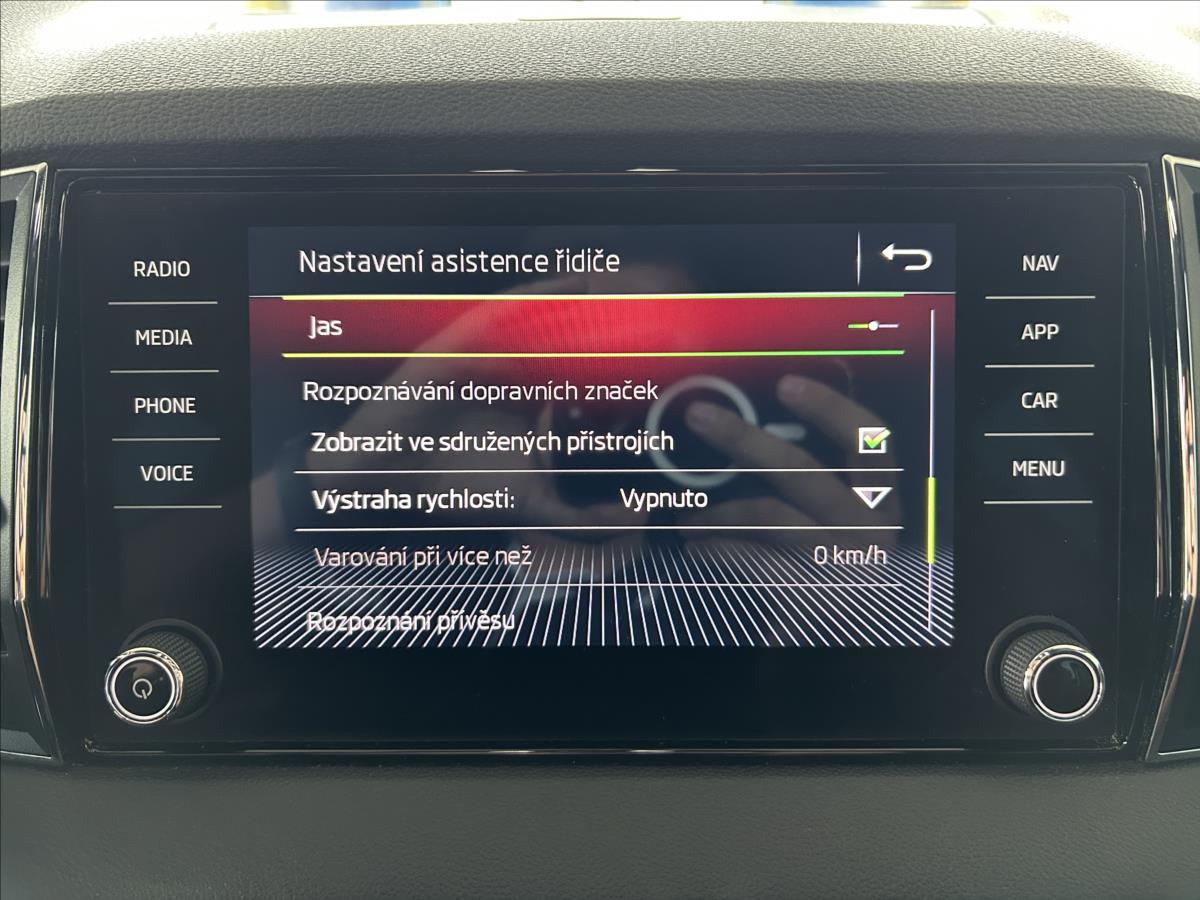 RADIO
MEDIA
PHONE
VOICE
Nastavení asistence řidiče
Jas
Rozpoznávání dopravních značek
Zobrazit ve sdružených přístrojích
Výstraha rychlosti: Vypnuto
Varování při více než 0 km/h
Rozpoznání přívěsu
NAV
APP
CAR
MENU